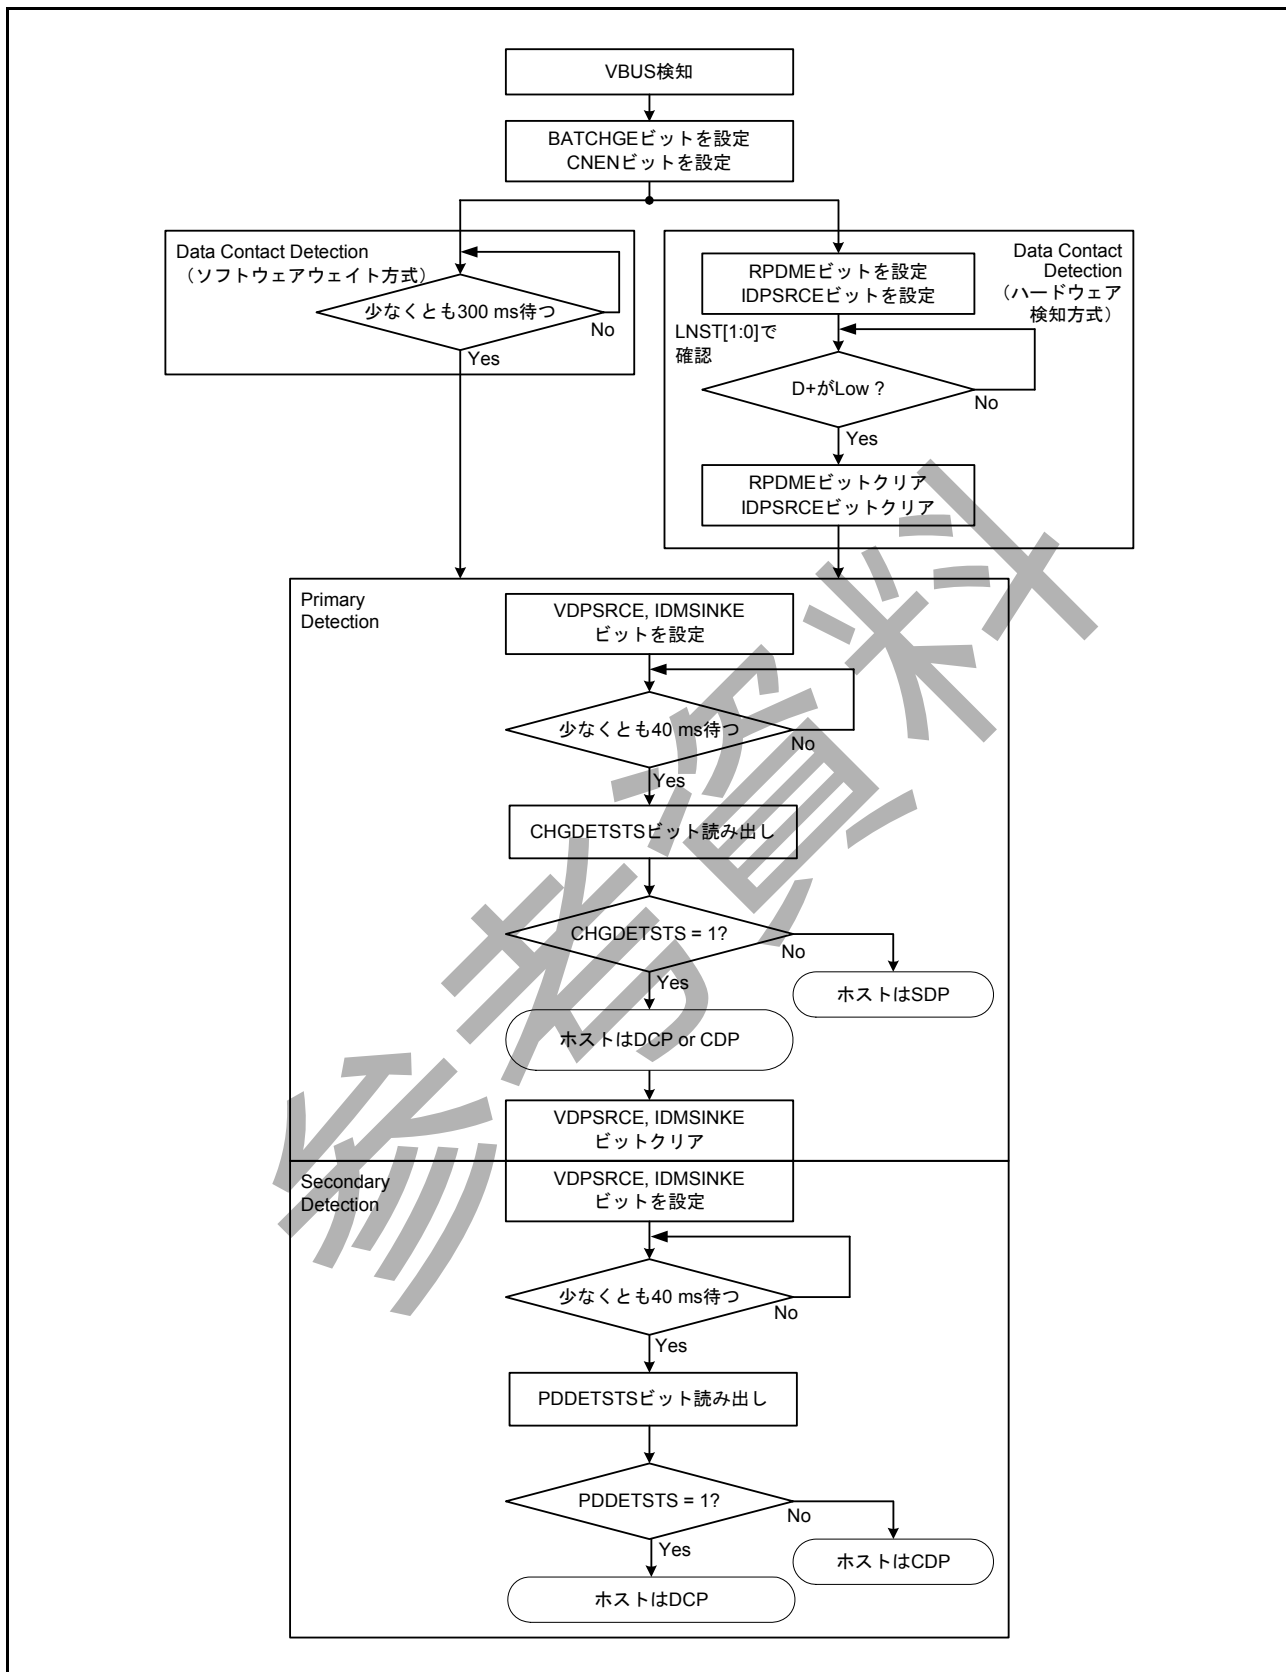 VBUS検知
BATCHGEビットを設定
CNENビットを設定
Data Contact Detection
（ソフトウェアウェイト方式）
少なくとも300 ms待つ
No
Yes
Data Contact
Detection
（ハードウェア
検知方式）
RPDMEビットを設定
IDPSRCEビットを設定
LNST[1:0]で
確認
D+がLow ?
No
Yes
RPDMEビットクリア
IDPSRCEビットクリア
Primary
Detection
VDPSRCE, IDMSINKE
ビットを設定
少なくとも40 ms待つ
No
Yes
CHGDETSTSビット読み出し
CHGDETSTS = 1?
No
Yes
ホストはSDP
ホストはDCP or CDP
VDPSRCE, IDMSINKE
ビットクリア
Secondary
Detection
VDPSRCE, IDMSINKE
ビットを設定
少なくとも40 ms待つ
No
Yes
PDDETSTSビット読み出し
PDDETSTS = 1?
No
Yes
ホストはCDP
ホストはDCP
参考資料